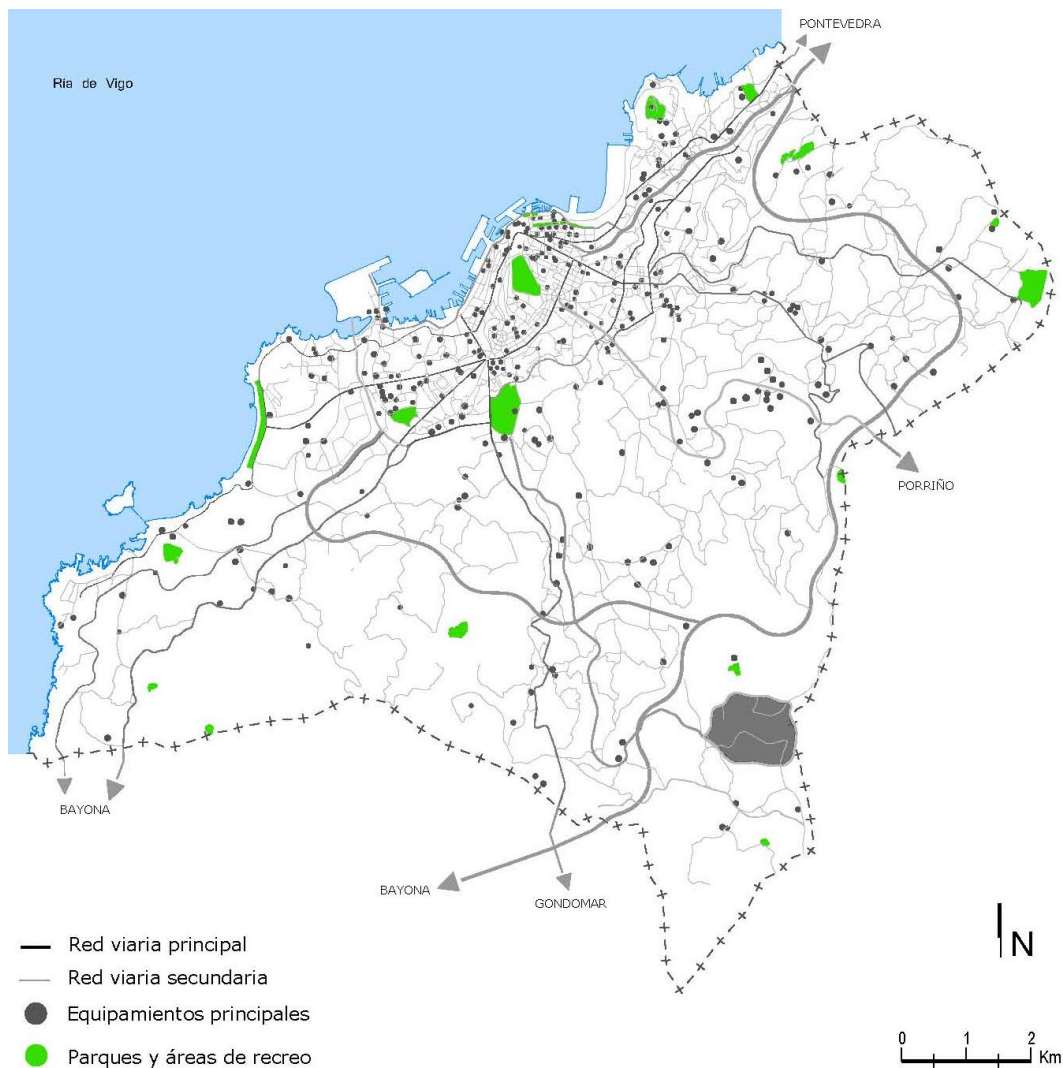 PONTEVEDRA
Ría de Vigo
PORRIÑO
BAYONA
BAYONA
GONDOMAR
N
Red viaria principal
Red viaria secundaria
Equipamientos principales
Parques y áreas de recreo
0 1 2
Km